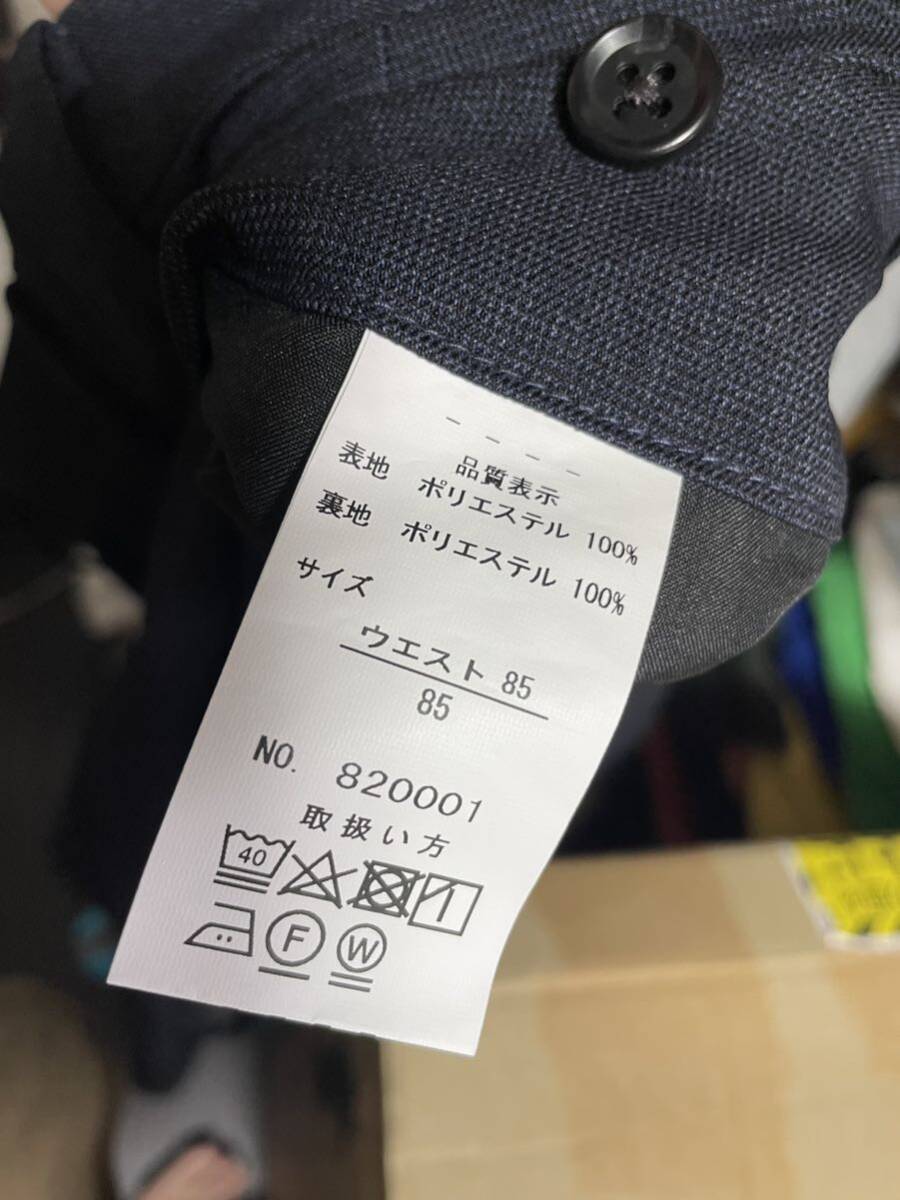 品質表示
表地 ポリエステル 100%
裏地 ポリエステル 100%
サイズ
ウエスト 85
85
NO. 820001
取扱い方
40
F W